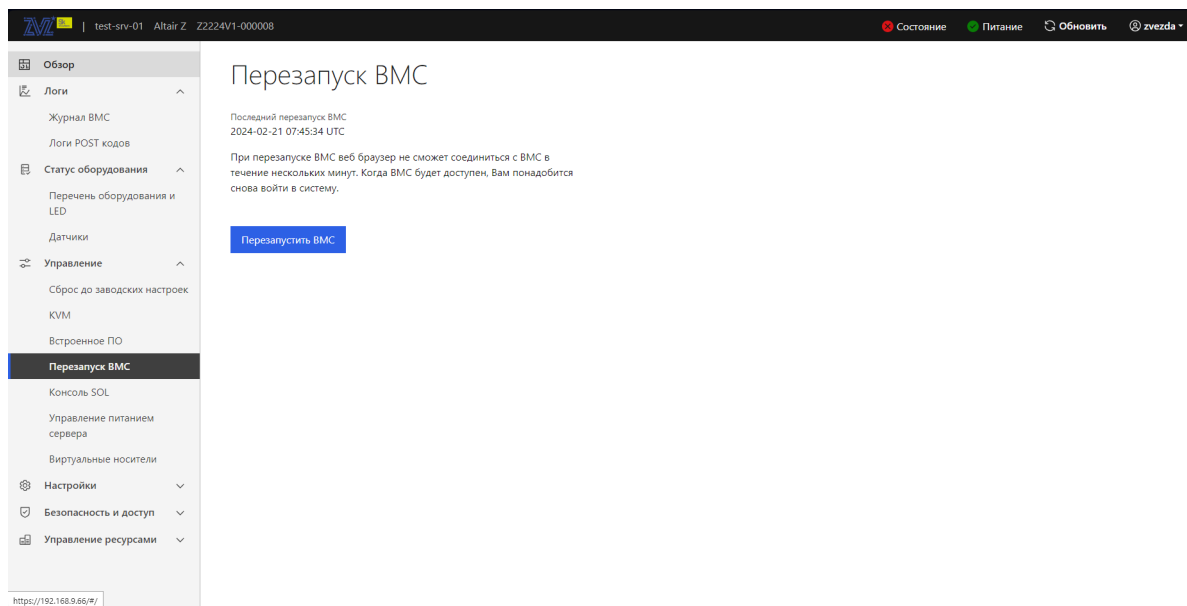 ZVZ
| test-srv-01 Altair Z Z2224V1-000008
Состояние
Питание
Обновить
zvezda
Обзор
Логи
Журнал BMC
Логи POST кодов
Статус оборудования
Перечень оборудования и
LED
Датчики
Управление
Сброс до заводских настроек
KVM
Встроенное ПО
Перезапуск BMC
Консоль SOL
Управление питанием
сервера
Виртуальные носители
Настройки
Безопасность и доступ
Управление ресурсами
https://192.168.9.66/#/
Перезапуск BMC
Последний перезапуск BMC
2024-02-21 07:45:34 UTC
При перезапуске BMC веб браузер не сможет соединиться с BMC в
течение нескольких минут. Когда BMC будет доступен, Вам понадобится
снова войти в систему.
Перезапустить BMC